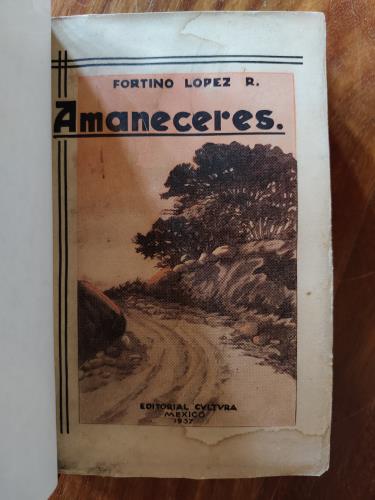 FORTINO LOPEZ R.
Amaneceres.
EDITORIAL CVLTVRA
MEXICO
1937